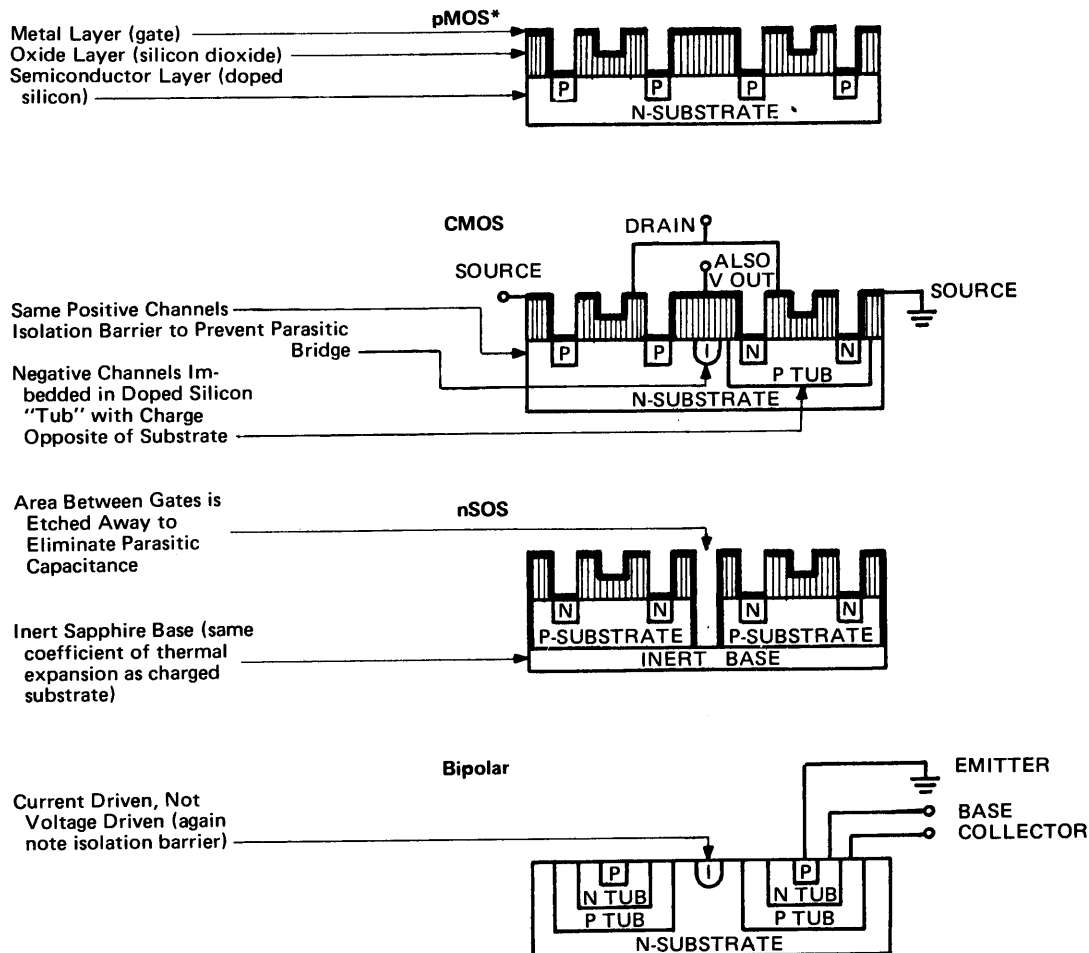 pMOS*
Metal Layer (gate)
Oxide Layer (silicon dioxide)
Semiconductor Layer (doped
silicon)
P
P
P
P
N-SUBSTRATE
CMOS
DRAIN
SOURCE
ALSO
V OUT
SOURCE
Same Positive Channels
Isolation Barrier to Prevent Parasitic
Bridge
P
P
I
N
N
P TUB
N-SUBSTRATE
Negative Channels Im-
bedded in Doped Silicon
"Tub" with Charge
Opposite of Substrate
nSOS
Area Between Gates is
Etched Away to
Eliminate Parasitic
Capacitance
N
N
N
N
P-SUBSTRATE
P-SUBSTRATE
INERT BASE
Inert Sapphire Base (same
coefficient of thermal
expansion as charged
substrate)
Bipolar
EMITTER
BASE
COLLECTOR
Current Driven, Not
Voltage Driven (again
note isolation barrier)
P
I
P
N TUB
N TUB
P TUB
P TUB
N-SUBSTRATE